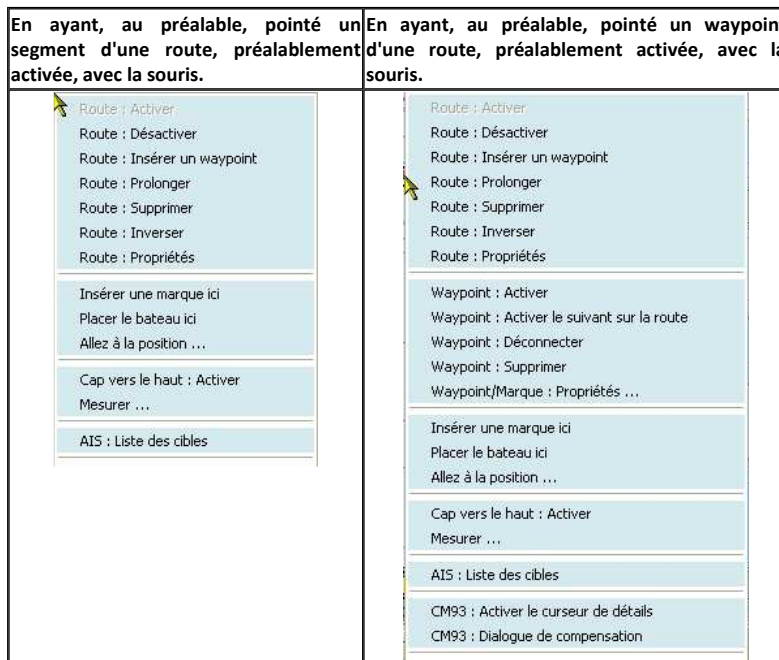 En ayant, au préalable, pointé un
segment d'une route, préalablement
activée, avec la souris.
Route : Activer
Route : Désactiver
Route : Insérer un waypoint
Route : Prolonger
Route : Supprimer
Route : Inverser
Route : Propriétés
Insérer une marque ici
Placer le bateau ici
Allez à la position ...
Cap vers le haut : Activer
Mesurer ...
AIS : Liste des cibles
En ayant, au préalable, pointé un waypoin
d'une route, préalablement activée, avec la
souris.
Route : Activer
Route : Désactiver
Route : Insérer un waypoint
Route : Prolonger
Route : Supprimer
Route : Inverser
Route : Propriétés
Waypoint : Activer
Waypoint : Activer le suivant sur la route
Waypoint : Déconnecter
Waypoint : Supprimer
Waypoint/Marque : Propriétés ...
Insérer une marque ici
Placer le bateau ici
Allez à la position ...
Cap vers le haut : Activer
Mesurer ...
AIS : Liste des cibles
CM93 : Activer le curseur de détails
CM93 : Dialogue de compensation